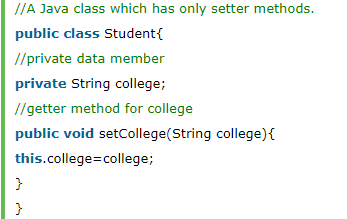 //A Java class which has only setter methods.
public class Student{
//private data member
private String college;
//getter method for college
public void setCollege(String college){
this.college=college;
}
}